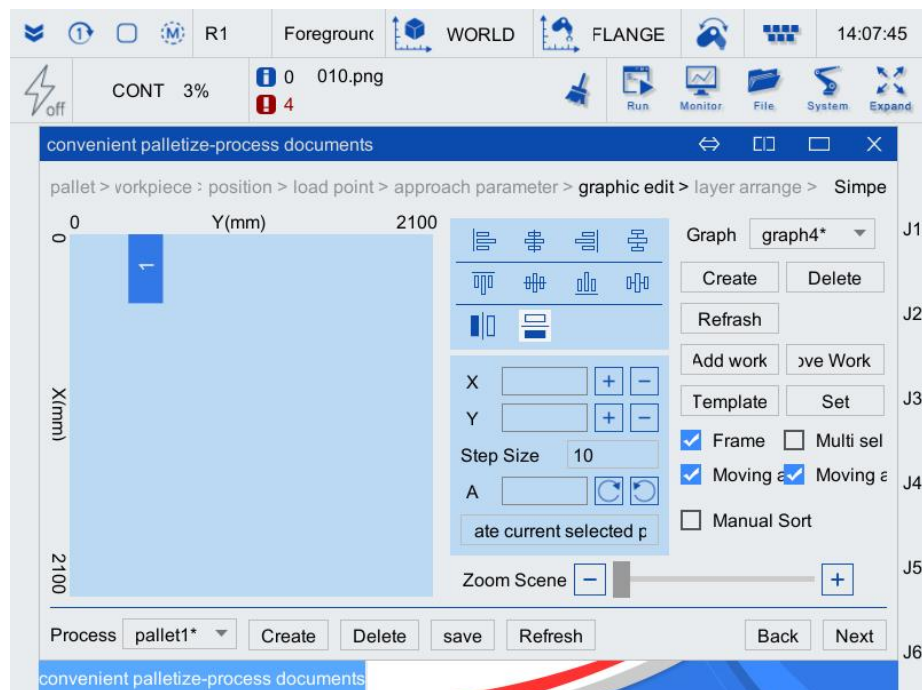 1 M R1 Foreground WORLD FLANGE 14:07:45
off CONT 3% i 0 010.png
! 4
Run Monitor File System Expand
convenient palletize-process documents
pallet > workpiece : position > load point > approach parameter > graphic edit > layer arrange > Simpe
0 Y(mm) 2100
0
1
X(mm)
2100
Graph graph4*
Create Delete
Refrash
Add work ove Work
Template Set
Frame Multi sel
Moving a Moving a
Manual Sort
X + −
Y + −
Step Size 10
A
ate current selected p
Zoom Scene − +
J1
J2
J3
J4
J5
J6
Process pallet1* Create Delete save Refresh Back Next
convenient palletize-process documents